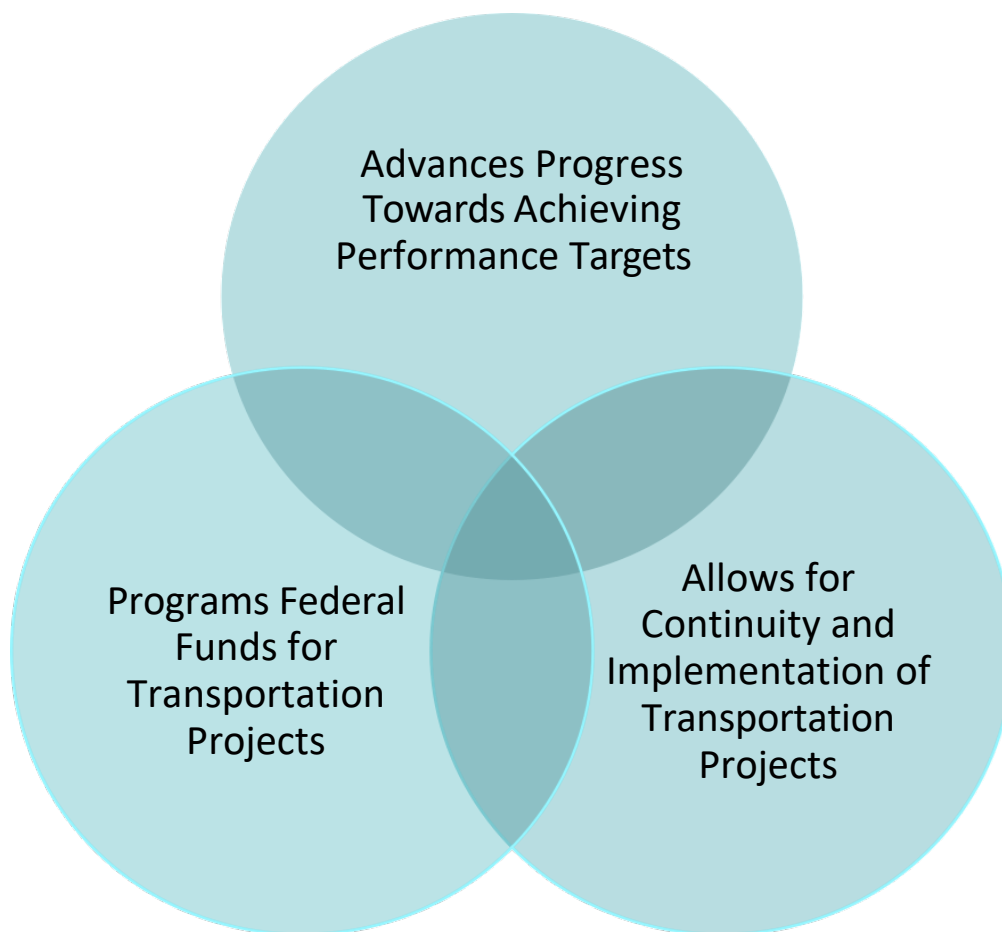 Advances Progress
Towards Achieving
Performance Targets
Programs Federal
Funds for
Transportation
Projects
Allows for
Continuity and
Implementation of
Transportation
Projects